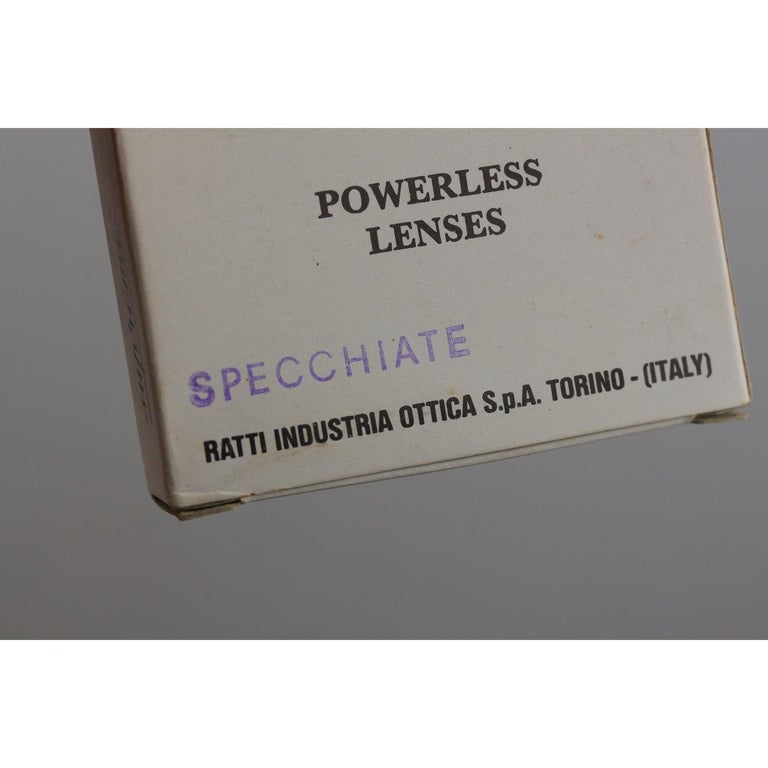 POWERLESS
LENSES
SPECCHIATE
RATTI INDUSTRIA OTTICA S.p.A. TORINO - (ITALY)